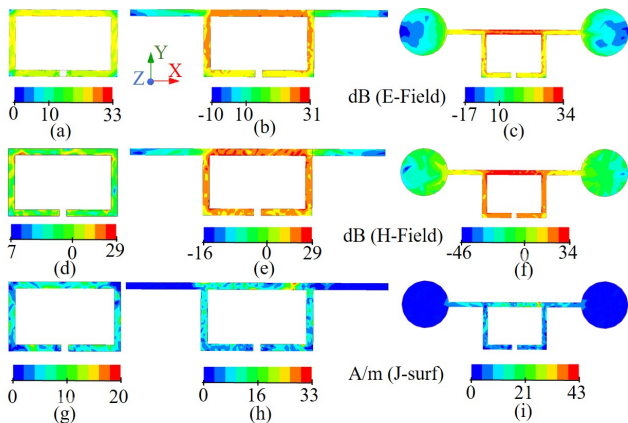 Y
Z X
0 10 33
(a)
-10 10 31
(b)
dB (E-Field)
-17 10 34
(c)
7 0 29
(d)
-16 0 29
(e)
dB (H-Field)
-46 0 34
(f)
0 10 20
(g)
0 16 33
(h)
A/m (J-surf)
0 21 43
(i)